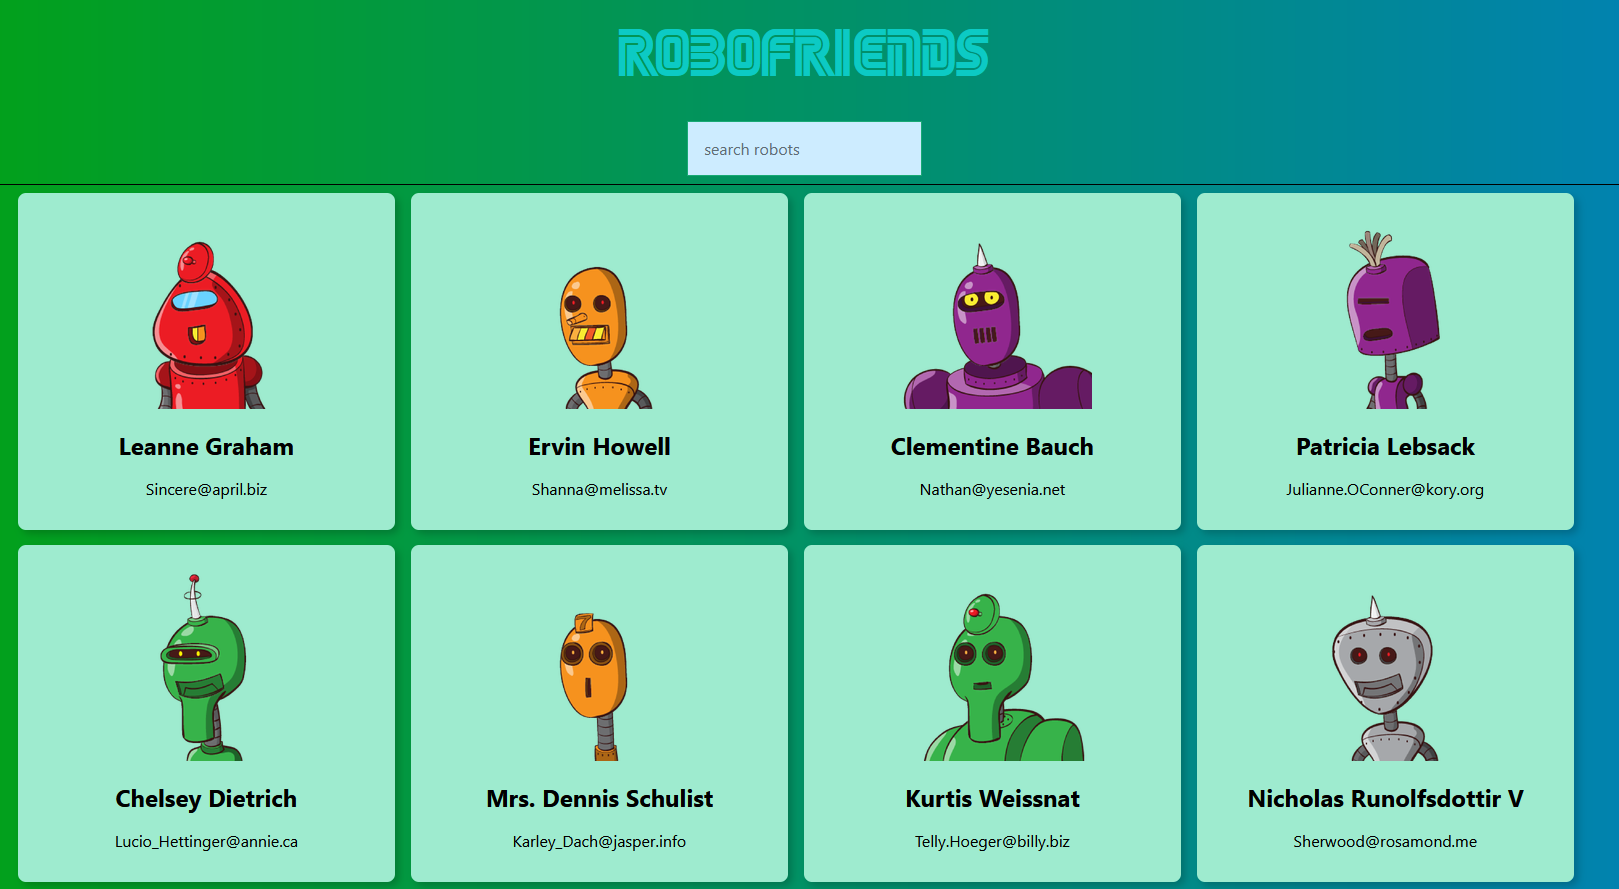 ROBOFRIENDS
search robots
Leanne Graham
Sincere@april.biz
Ervin Howell
Shanna@melissa.tv
Clementine Bauch
Nathan@yesenia.net
Patricia Lebsack
Julianne.OConner@kory.org
Chelsey Dietrich
Lucio_Hettinger@annie.ca
7
Mrs. Dennis Schulist
Karley_Dach@jasper.info
Kurtis Weissnat
Telly.Hoeger@billy.biz
Nicholas Runolfsdottir V
Sherwood@rosamond.me